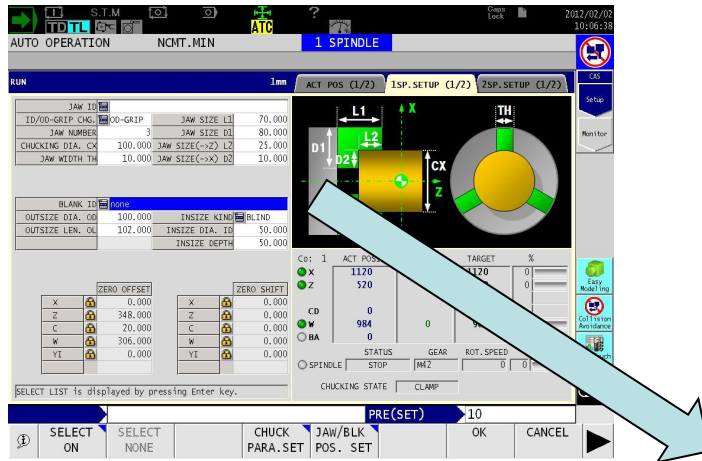 S.T.M ?
Caps Lock 2012/02/02
TD TL ATC 10:06:38
AUTO OPERATION NCMT.MIN 1 SPINDLE
RUN 1mm ACT POS (1/2) 1SP.SETUP (1/2) 2SP.SETUP (1/2) CAS
Setup
Monitor
JAW ID
ID/OD-GRIP CHG. OD-GRIP JAW SIZE L1 70.000
JAW NUMBER 3 JAW SIZE D1 80.000
CHUCKING DIA. CX 100.000 JAW SIZE(->Z) L2 25.000
JAW WIDTH TH 10.000 JAW SIZE(->X) D2 10.000
L1 X TH
D1 L2
D2 CX
Z
BLANK ID none
OUTSIZE DIA. OD 100.000 INSIZE KIND BLIND
OUTSIZE LEN. OL 102.000 INSIZE DIA. ID 50.000
INSIZE DEPTH 50.000
Co: 1 ACT TARGET %
X 1120 1120 0
Z 520 0
CD 0
W 984 0
BA 0
STATUS GEAR ROT.SPEED
SPINDLE STOP M42 0 0
CHUCKING STATE CLAMP
ZERO OFFSET ZERO SHIFT
X 0.000 X 0.000
Z 348.000 Z 0.000
C 20.000 C 0.000
W 306.000 W 0.000
YI 0.000 YI 0.000
Easy Modeling
Collision Avoidance
SELECT LIST is displayed by pressing Enter key.
PRE(SET) 10
SELECT ON SELECT NONE CHUCK PARA.SET JAW/BLK POS. SET OK CANCEL